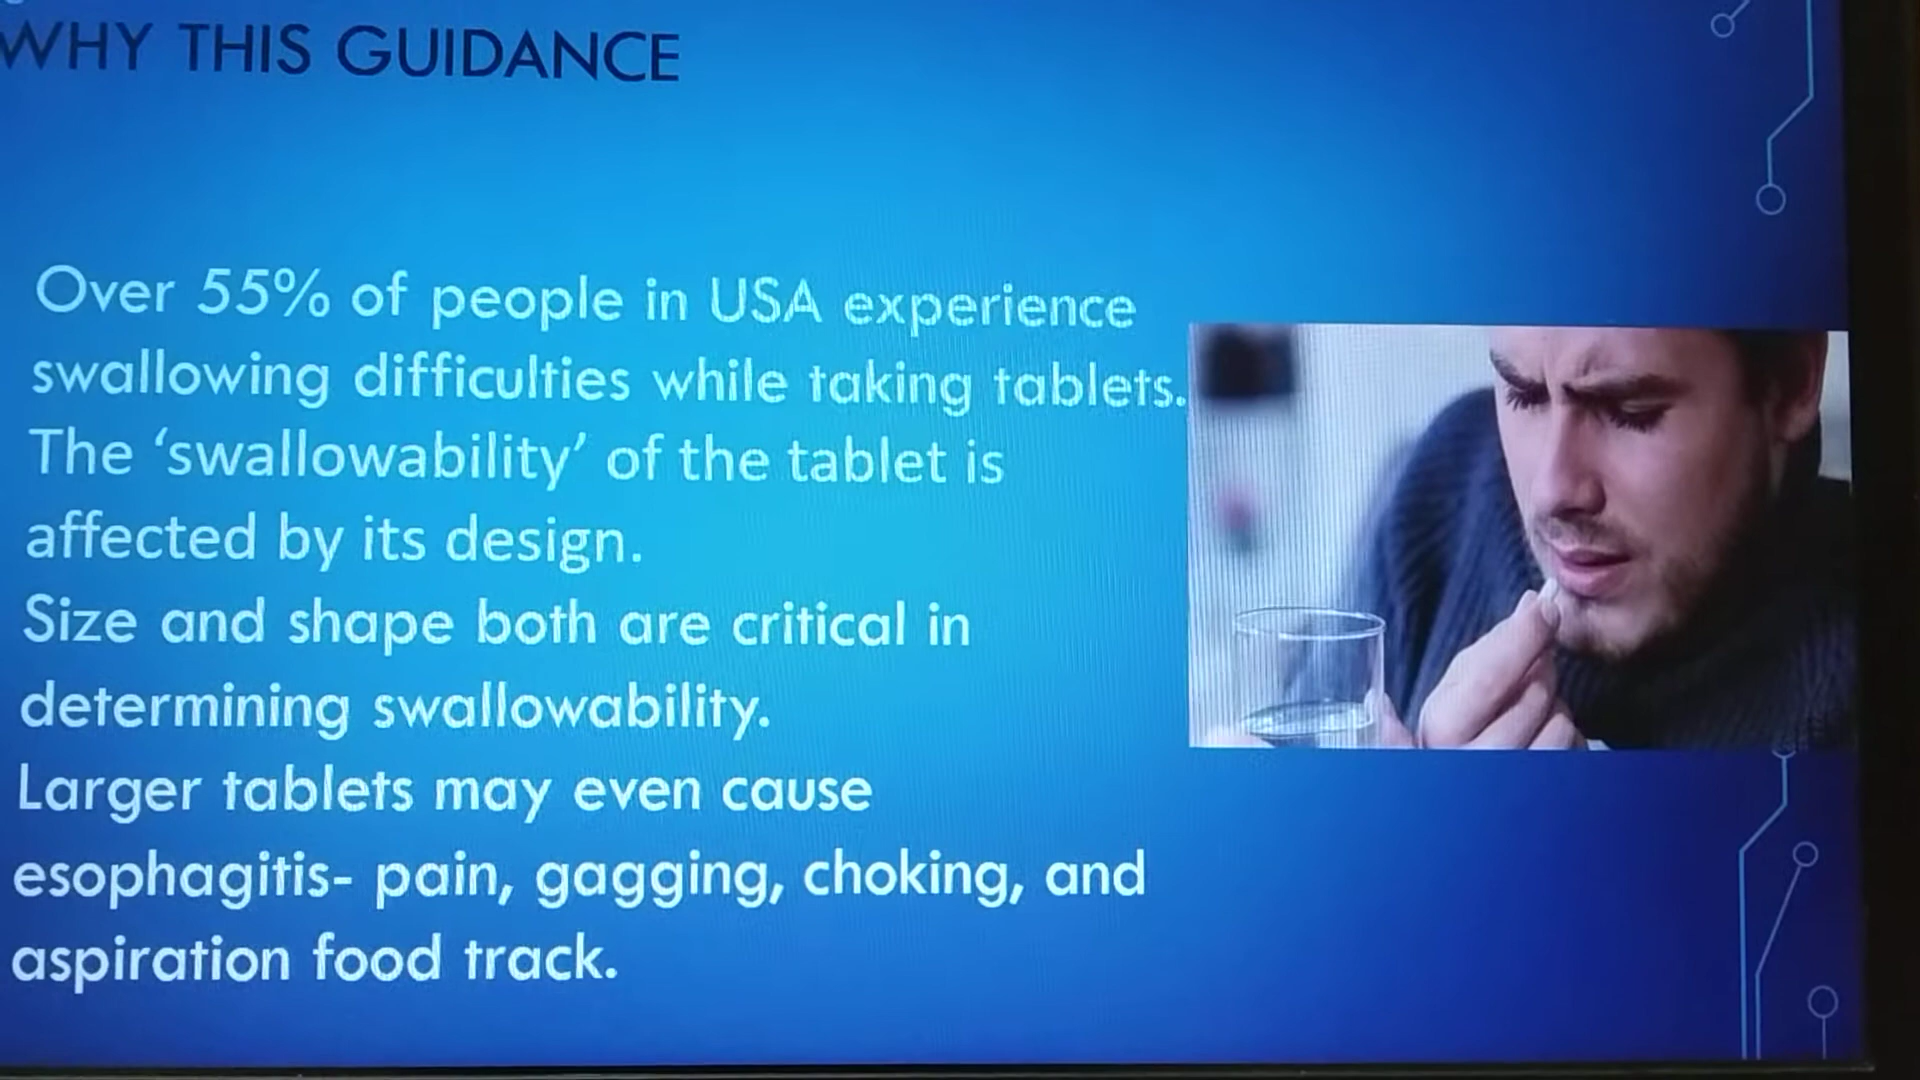 WHY THIS GUIDANCE
Over 55% of people in USA experience
swallowing difficulties while taking tablets.
The ‘swallowability’ of the tablet is
affected by its design.
Size and shape both are critical in
determining swallowability.
Larger tablets may even cause
esophagitis- pain, gagging, choking, and
aspiration food track.